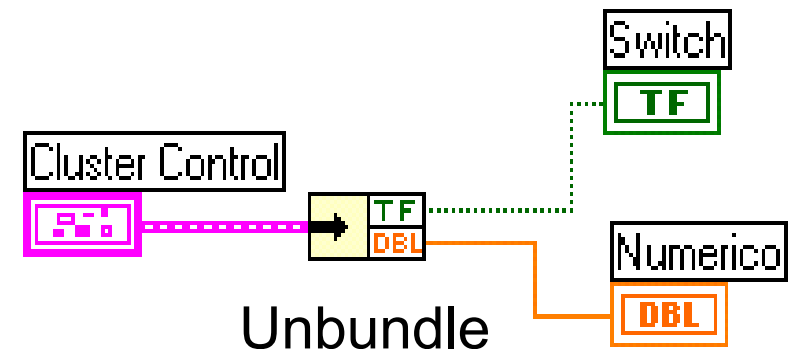 Switch
TF
Cluster Control
TF
DBL
Numerico
DBL
Unbundle